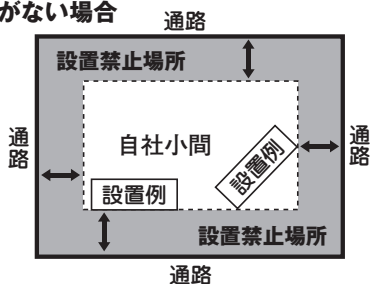 がない場合
通路
設置禁止場所
通路
自社小間
通路
設置例
設置例
設置禁止場所
通路